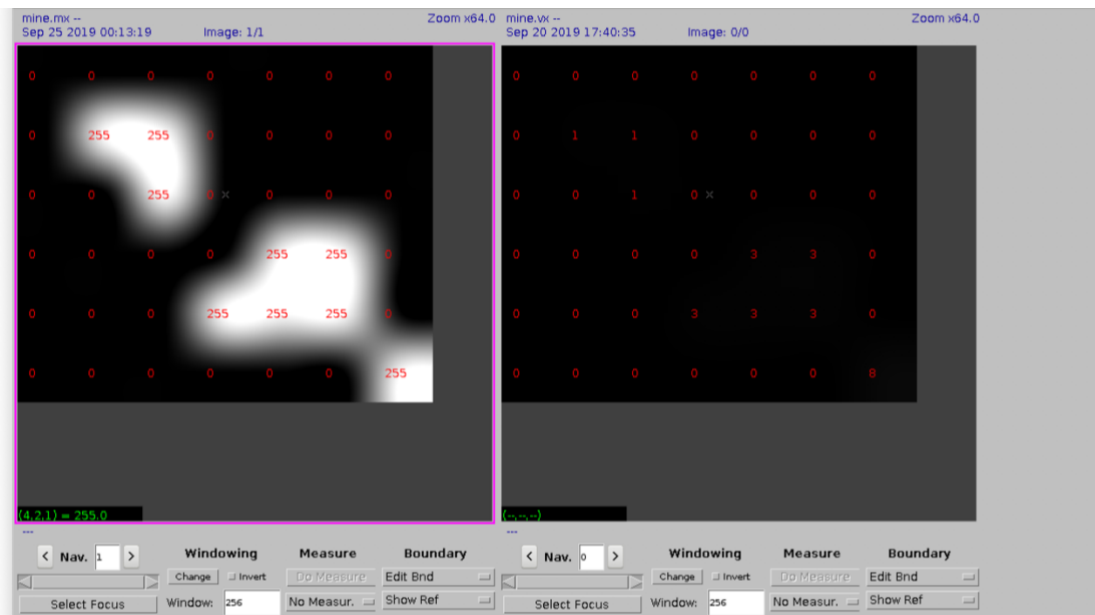 mine.mx --
Zoom x64.0
Sep 25 2019 00:13:19
Image: 1/1
0 0 0 0 0 0 0
0 255 255 0 0 0 0
0 0 255 0 0 0 0
0 0 0 0 255 255 0
0 0 0 255 255 255 0
0 0 0 0 0 0 255
(4,2,1) = 255.0
---
< Nav. 1 >
Windowing
Measure
Boundary
Change
Invert
Do Measure
Edit Bnd
Select Focus
Window: 256
No Measur.
Show Ref
mine.vx --
Zoom x64.0
Sep 20 2019 17:40:35
Image: 0/0
0 0 0 0 0 0 0
0 1 1 0 0 0 0
0 0 1 0 0 0 0
0 0 0 0 3 3 0
0 0 0 3 3 3 0
0 0 0 0 0 0 8
(--,--,--)
---
< Nav. 0 >
Windowing
Measure
Boundary
Change
Invert
Do Measure
Edit Bnd
Select Focus
Window: 256
No Measur.
Show Ref